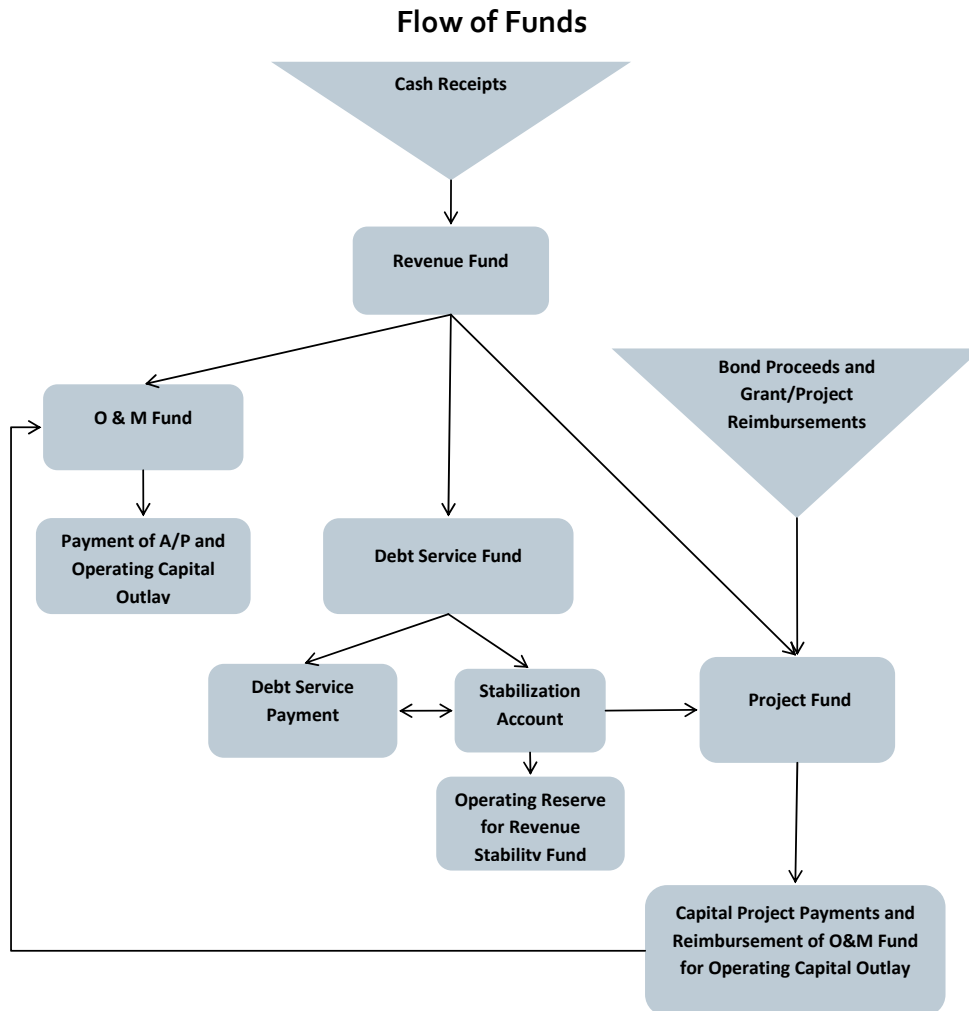 Flow of Funds
Cash Receipts
Revenue Fund
Bond Proceeds and
Grant/Project
Reimbursements
O & M Fund
Payment of A/P and
Operating Capital
Outlay
Debt Service Fund
Debt Service
Payment
Stabilization
Account
Project Fund
Operating Reserve
for Revenue
Stability Fund
Capital Project Payments and
Reimbursement of O&M Fund
for Operating Capital Outlay